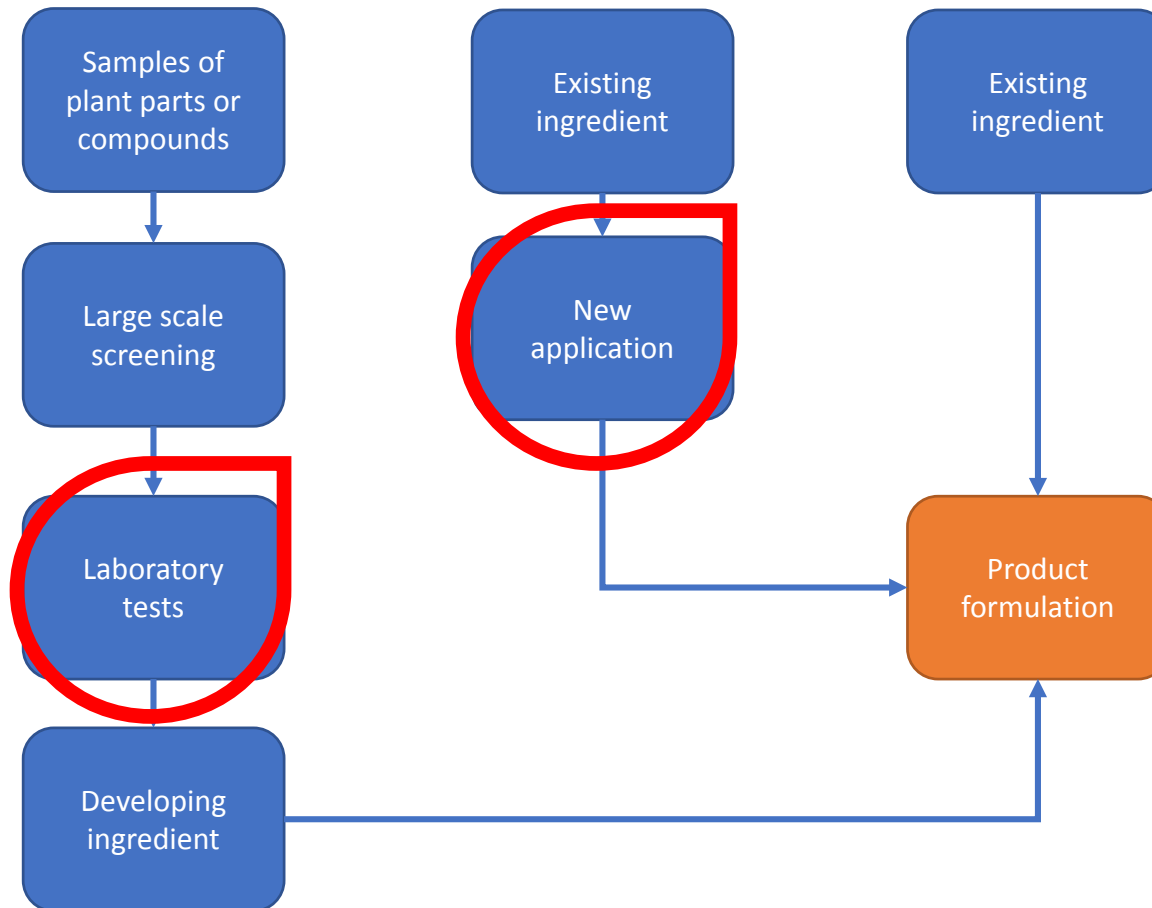 Samples of
plant parts or
compounds
Large scale
screening
Laboratory
tests
Developing
ingredient
Existing
ingredient
New
application
Existing
ingredient
Product
formulation